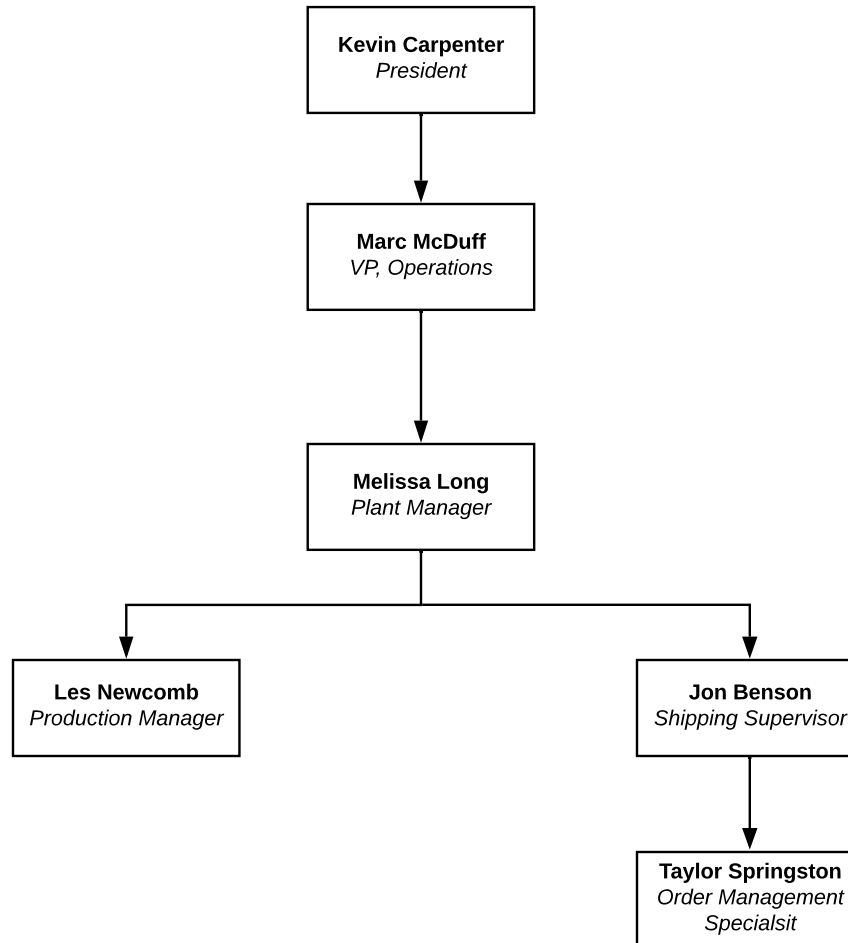 Kevin Carpenter
President
Marc McDuff
VP, Operations
Melissa Long
Plant Manager
Les Newcomb
Production Manager
Jon Benson
Shipping Supervisor
Taylor Springston
Order Management
Specialsit